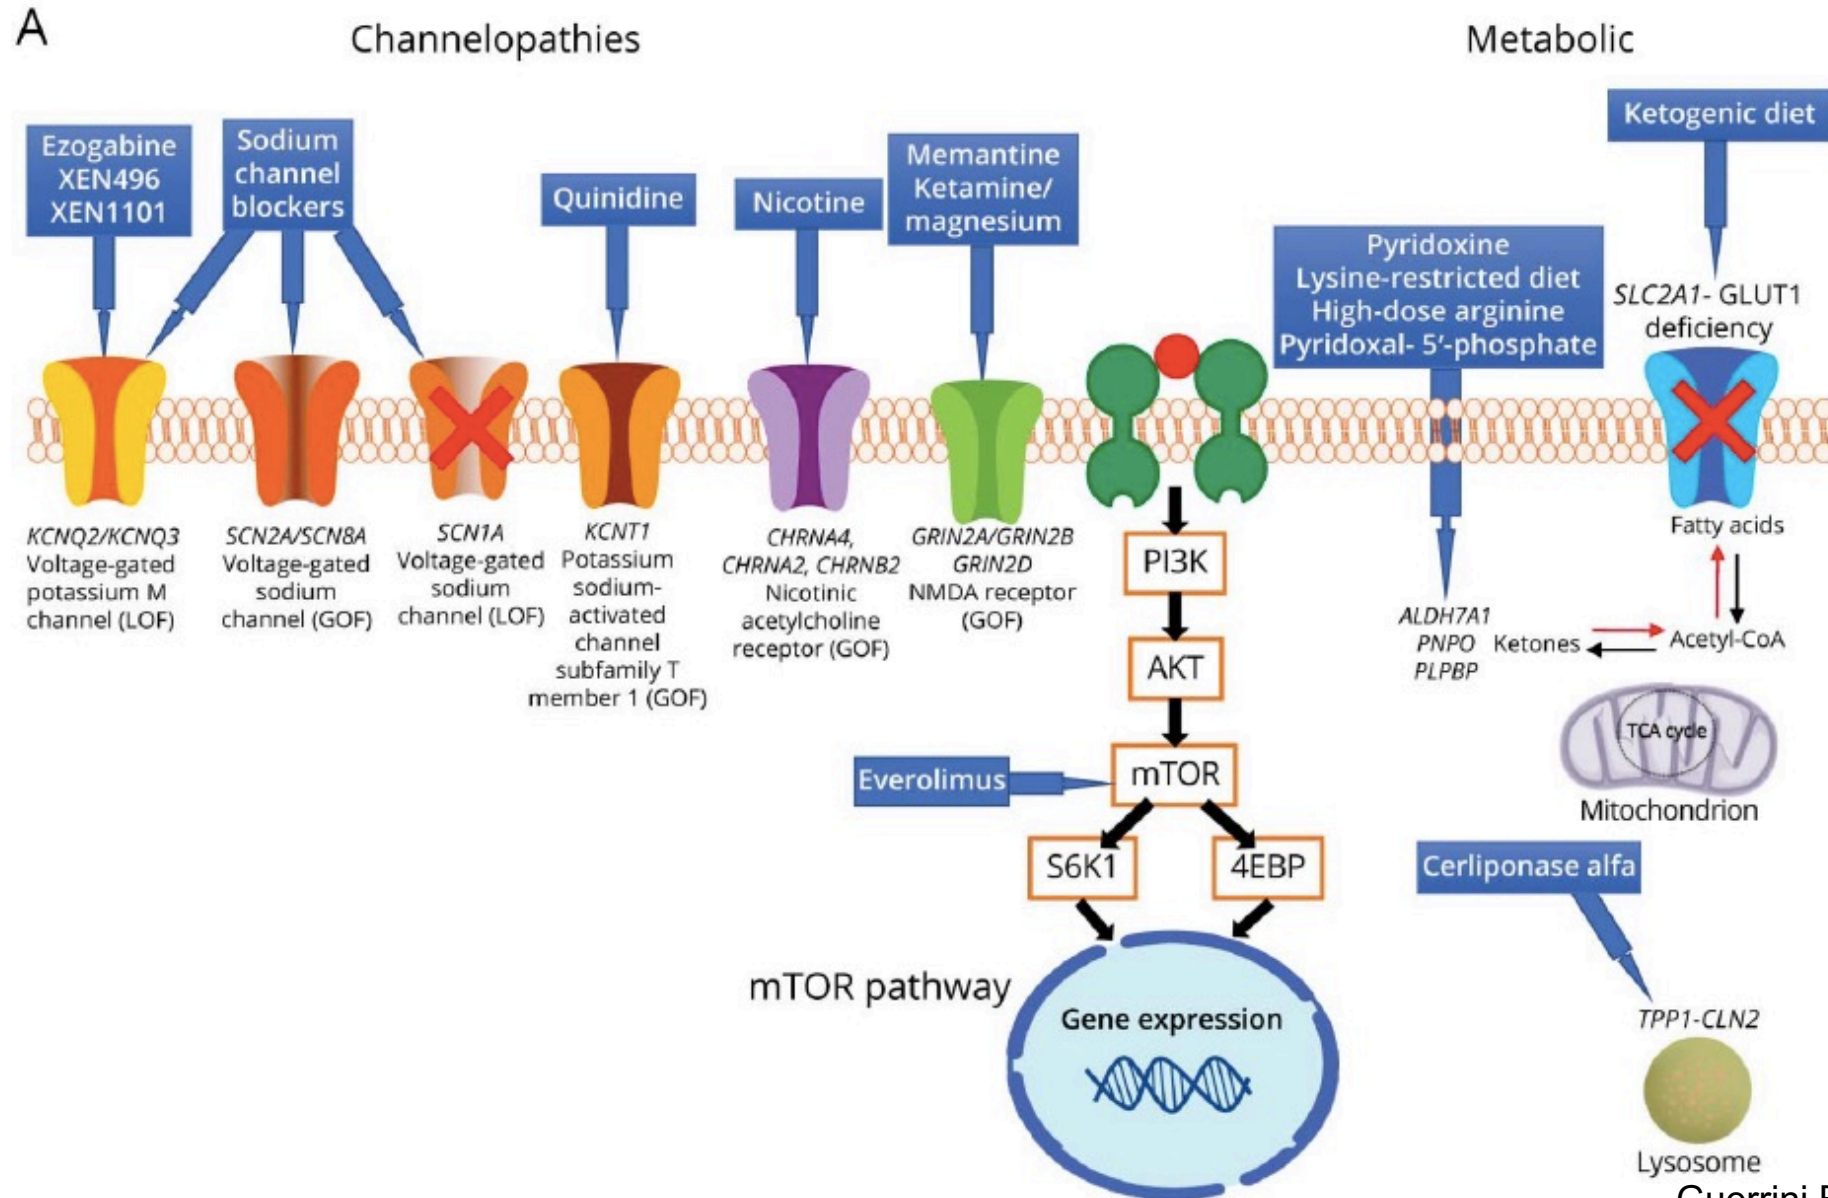 A
Channelopathies
Metabolic
Ezogabine
XEN496
XEN1101
Sodium
channel
blockers
Quinidine
Nicotine
Memantine
Ketamine/
magnesium
Pyridoxine
Lysine-restricted diet
High-dose arginine
Pyridoxal- 5′-phosphate
Ketogenic diet
SLC2A1- GLUT1
deficiency
KCNQ2/KCNQ3
Voltage-gated
potassium M
channel (LOF)
SCN2A/SCN8A
Voltage-gated
sodium
channel (GOF)
SCN1A
Voltage-gated
sodium
channel (LOF)
KCNT1
Potassium
sodium-
activated
channel
subfamily T
member 1 (GOF)
CHRNA4,
CHRNA2, CHRNB2
Nicotinic
acetylcholine
receptor (GOF)
GRIN2A/GRIN2B
GRIN2D
NMDA receptor
(GOF)
PI3K
AKT
mTOR
Everolimus
S6K1
4EBP
mTOR pathway
Gene expression
ALDH7A1
PNPO
PLPBP
Fatty acids
Ketones
Acetyl-CoA
TCA cycle
Mitochondrion
Cerliponase alfa
TPP1-CLN2
Lysosome